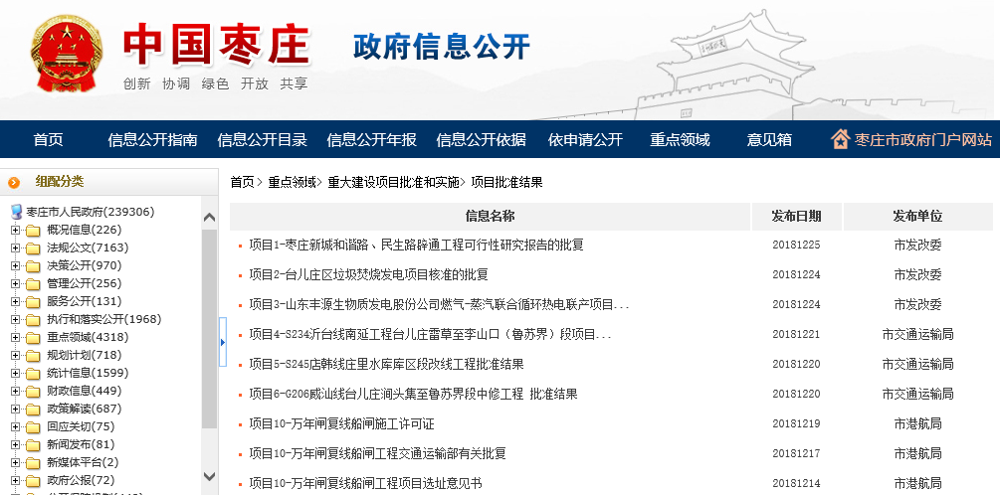 中国枣庄
政府信息公开
创新 协调 绿色 开放 共享
首页 信息公开指南 信息公开目录 信息公开年报 信息公开依据 依申请公开 重点领域 意见箱 枣庄市政府门户网站
组配分类
枣庄市人民政府(239306)
概况信息(226)
法规公文(7163)
决策公开(970)
管理公开(256)
服务公开(131)
执行和落实公开(1968)
重点领域(4318)
规划计划(718)
统计信息(1599)
财政信息(449)
政策解读(687)
回应关切(75)
新闻发布(81)
新媒体平台(2)
政府公报(72)
首页> 重点领域> 重大建设项目批准和实施> 项目批准结果
信息名称 发布日期 发布单位
项目1-枣庄新城和谐路、民生路辟通工程可行性研究报告的批复 20181225 市发改委
项目2-台儿庄区垃圾焚烧发电项目核准的批复 20181224 市发改委
项目3-山东丰源生物质发电股份公司燃气-蒸汽联合循环热电联产项目... 20181224 市发改委
项目4-S234沂台线南延工程台儿庄雷草至李山口（鲁苏界）段项目... 20181221 市交通运输局
项目5-S245店韩线庄里水库库区段改线工程批准结果 20181220 市交通运输局
项目6-G206威汕线台儿庄涧头集至鲁苏界段中修工程 批准结果 20181220 市交通运输局
项目10-万年闸复线船闸施工许可证 20181219 市港航局
项目10-万年闸复线船闸工程交通运输部有关批复 20181217 市港航局
项目10-万年闸复线船闸工程项目选址意见书 20181214 市港航局